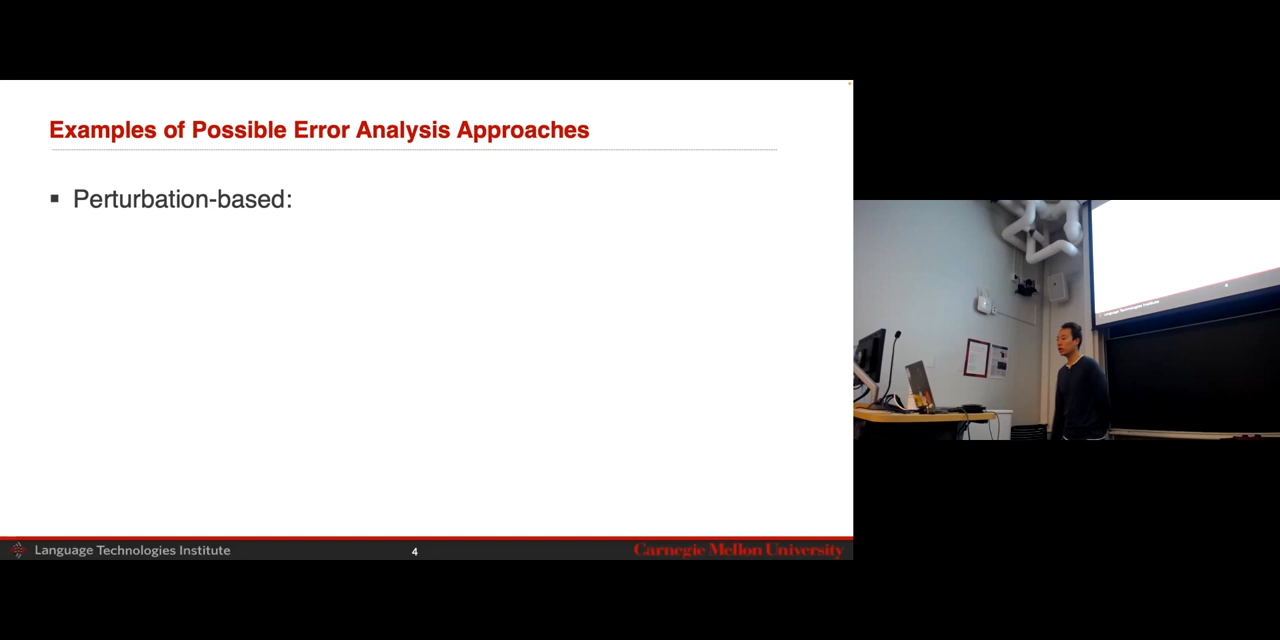 Examples of Possible Error Analysis Approaches
▪ Perturbation-based:
Language Technologies Institute
4
Carnegie Mellon University